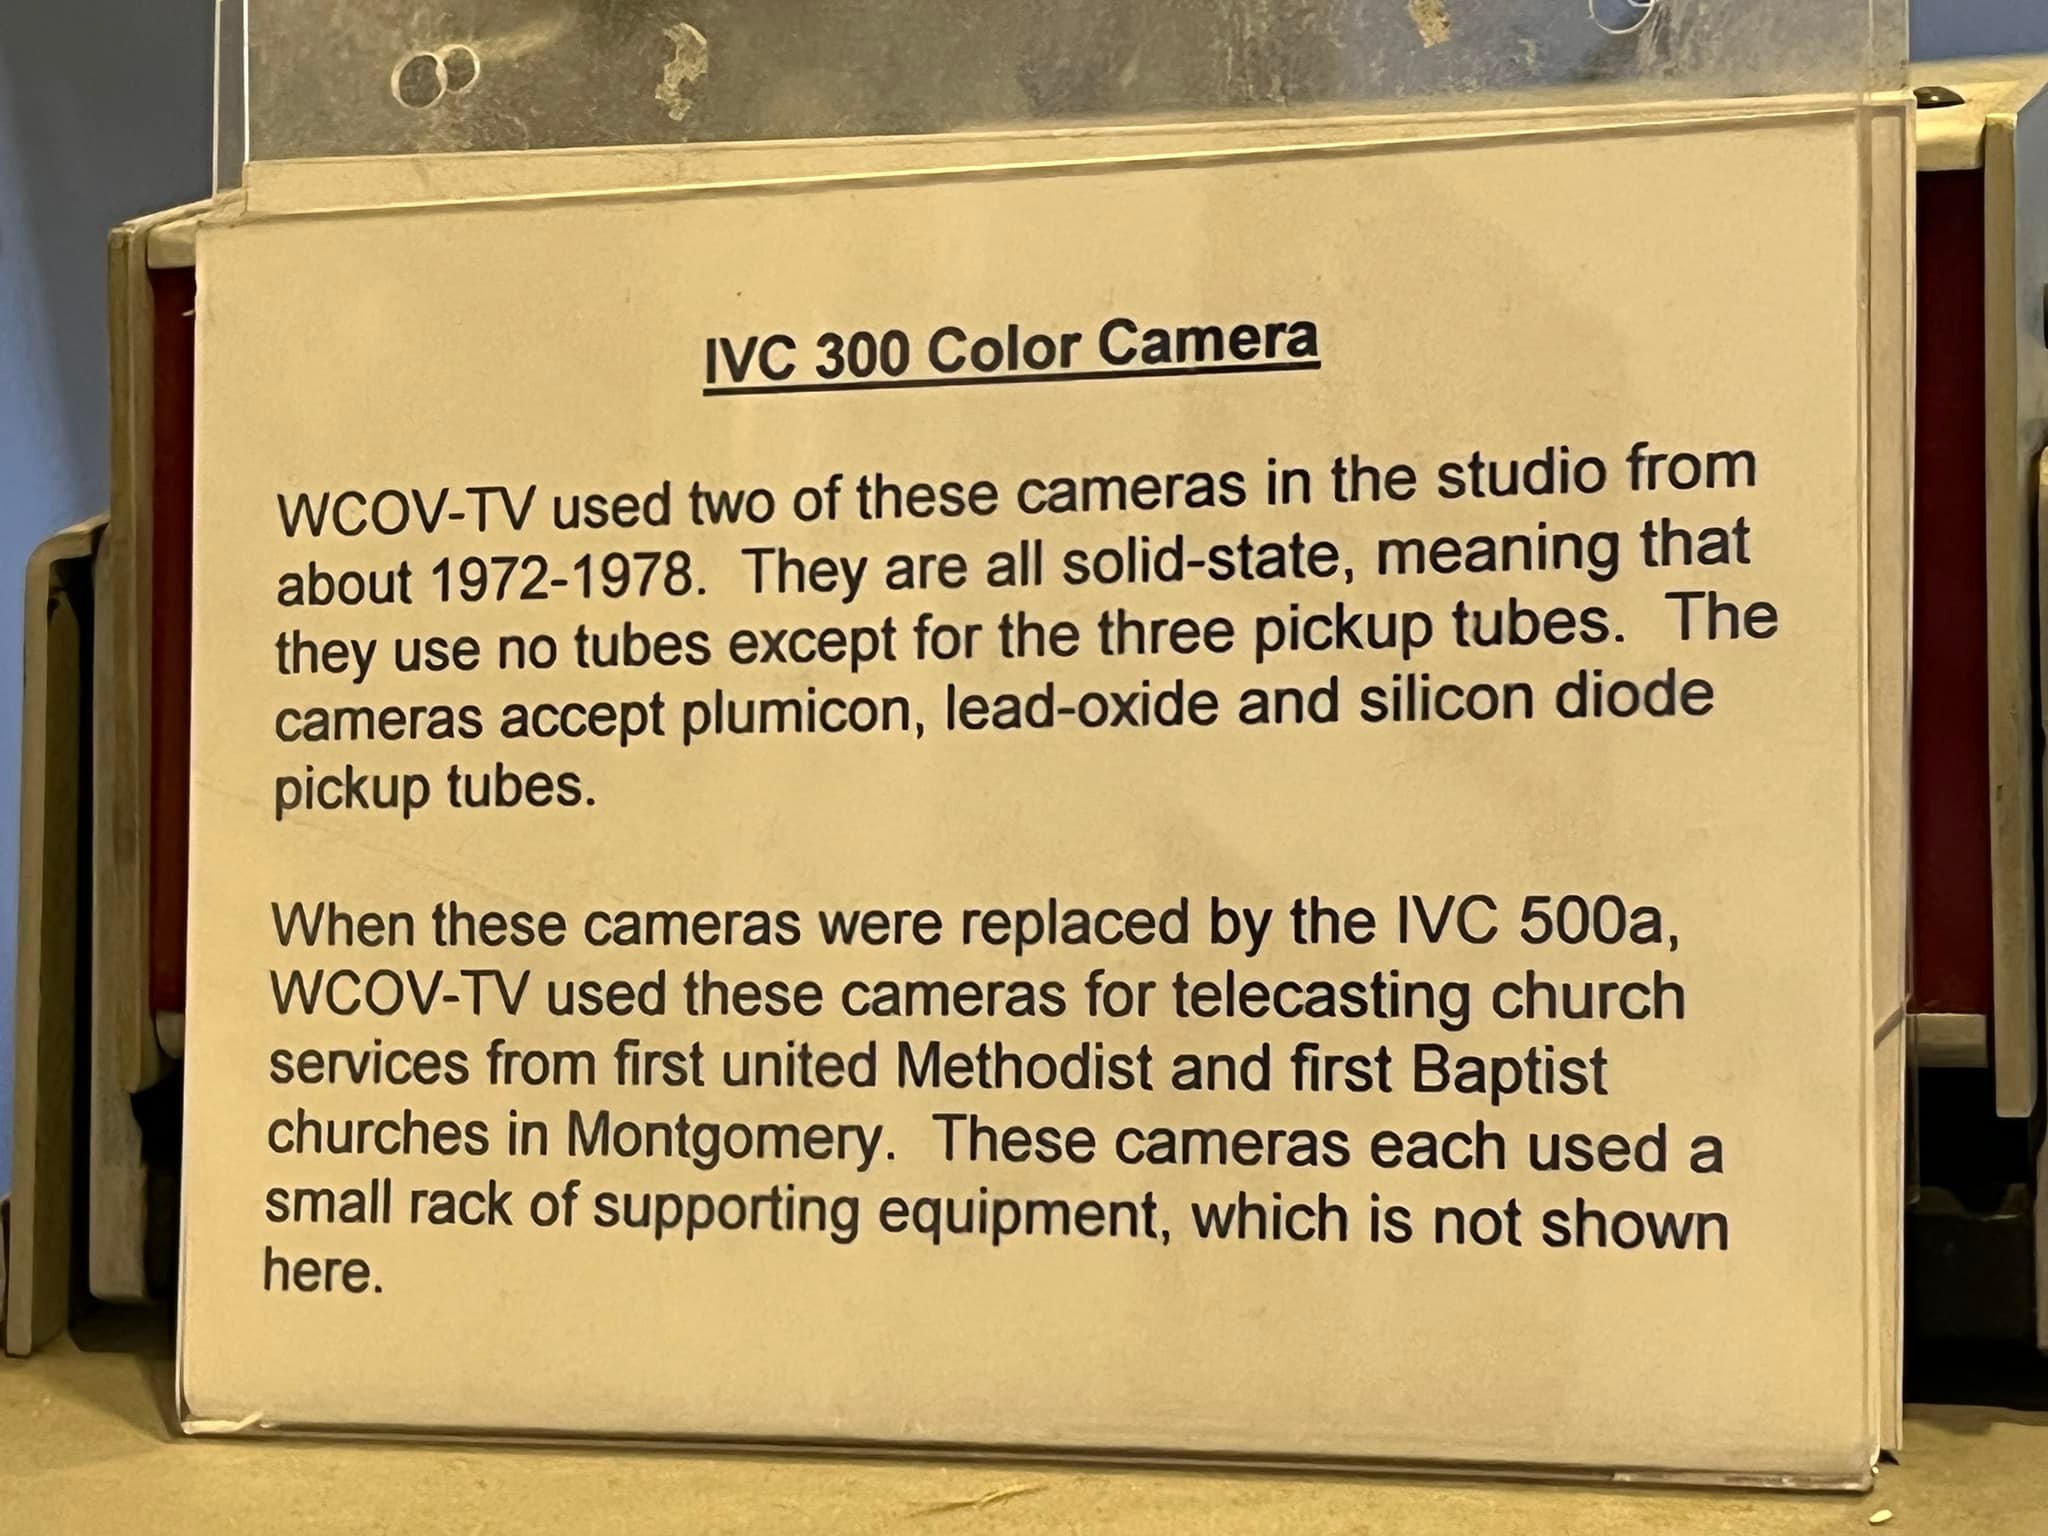 IVC 300 Color Camera
WCOV-TV used two of these cameras in the studio from
about 1972-1978.  They are all solid-state, meaning that
they use no tubes except for the three pickup tubes.  The
cameras accept plumicon, lead-oxide and silicon diode
pickup tubes.
When these cameras were replaced by the IVC 500a,
WCOV-TV used these cameras for telecasting church
services from first united Methodist and first Baptist
churches in Montgomery.  These cameras each used a
small rack of supporting equipment, which is not shown
here.